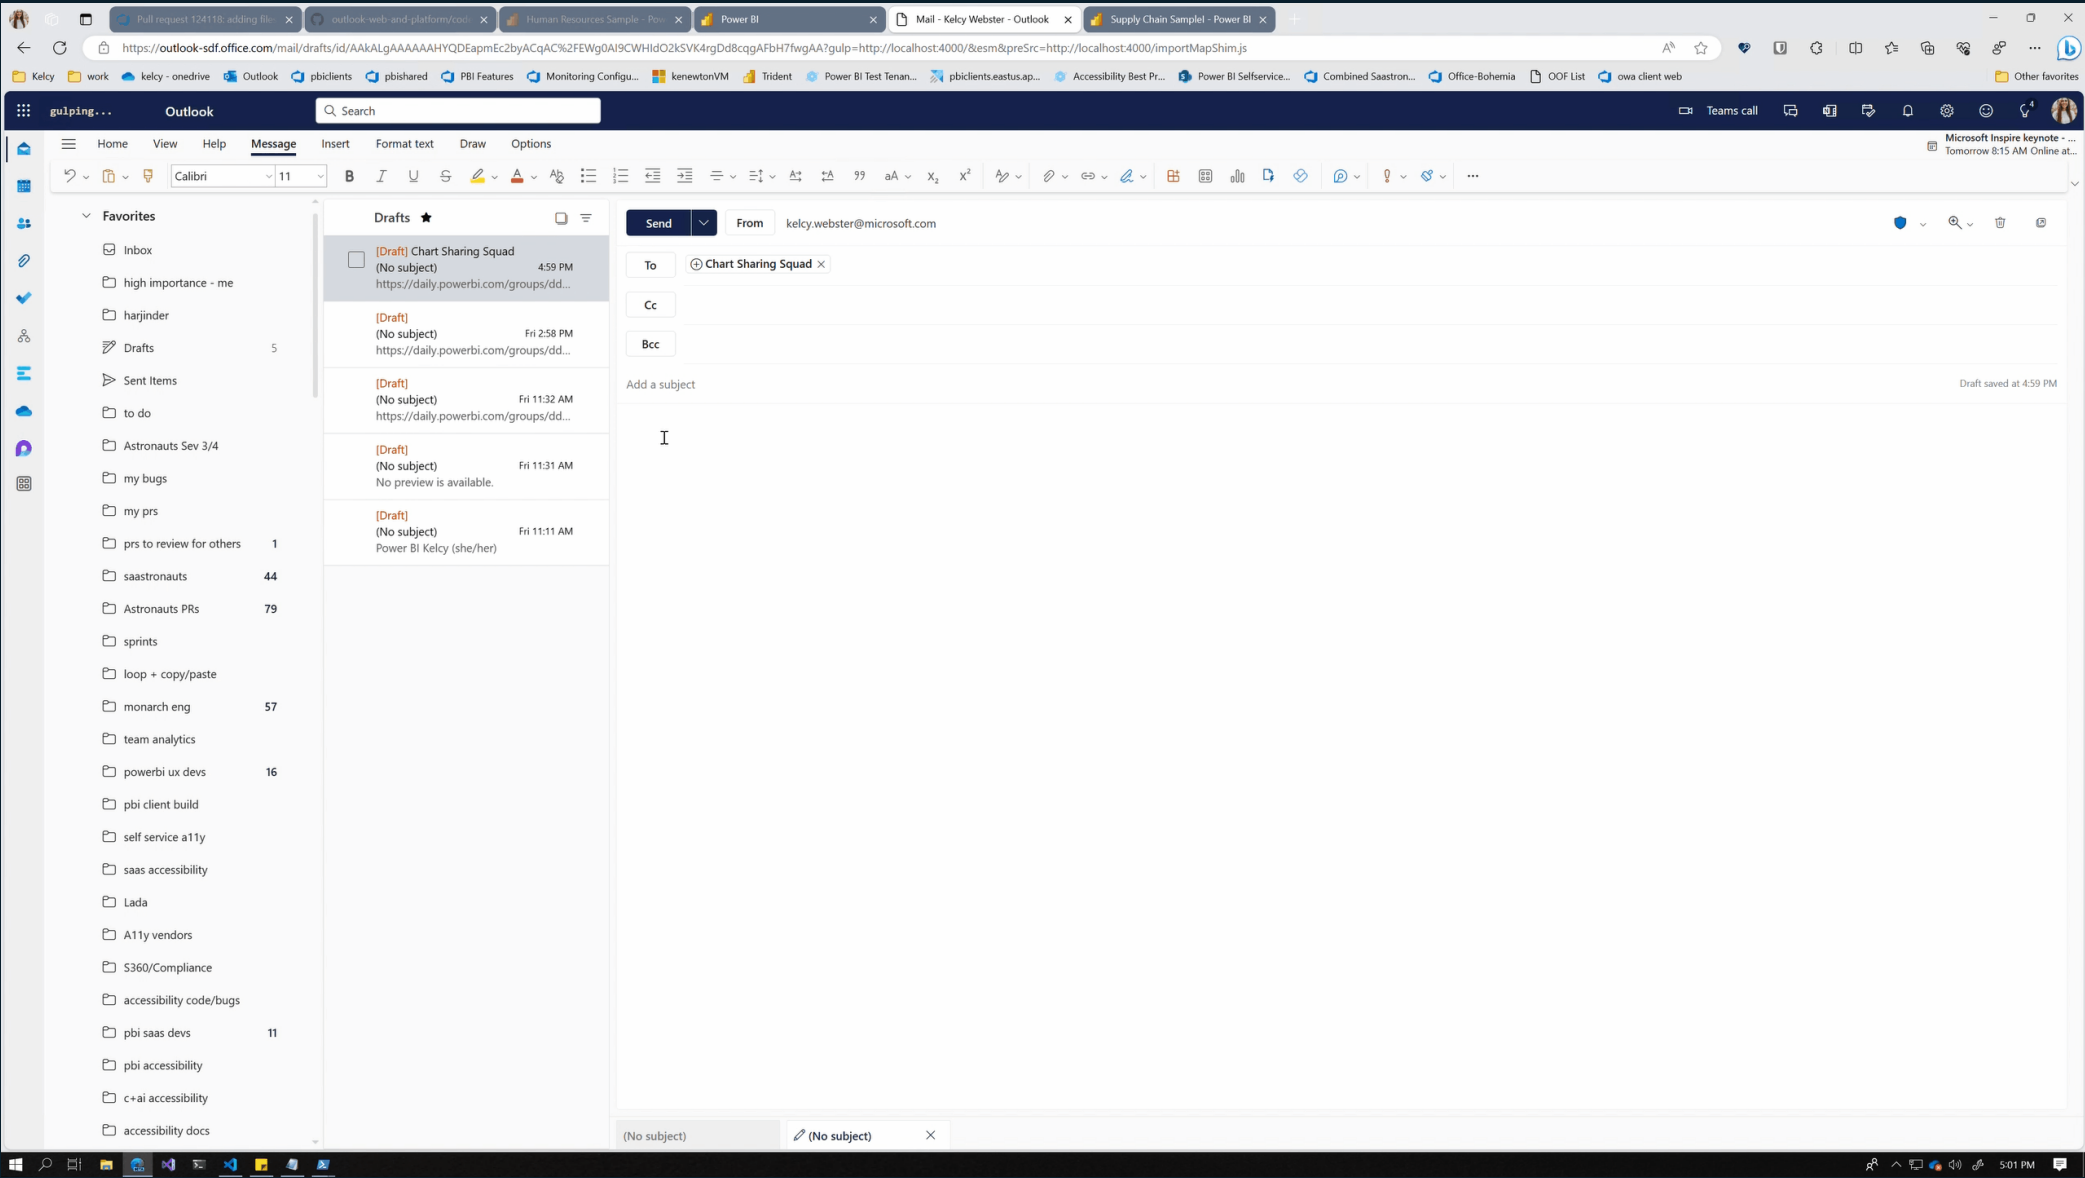 Pull request 124118: adding file
outlook-web-and-platform/cod
Human Resources Sample - Pow
Power BI
Mail - Kelcy Webster - Outlook
Supply Chain Samplel - Power BI
https://outlook-sdf.office.com/mail/drafts/id/AAkALgAAAAAAHYQDEapmEc2byACqAC%2FEWg0AI9CWHIdO2kSVK4rgDd8cqgAFbH7fwgAA?gulp=http://localhost:4000/&esm&preSrc=http://localhost:4000/importMapShim.js
Kelcy
work
kelcy - onedrive
Outlook
pbiclients
pbishared
PBI Features
Monitoring Configu...
kenewtonVM
Trident
Power BI Test Tenan...
pbiclients.eastus.ap...
Accessibility Best Pr...
Power BI Selfservice...
Combined Saastron...
Office-Bohemia
OOF List
owa client web
Other favorites
gulping...
Outlook
Search
Teams call
4
Home
View
Help
Message
Insert
Format text
Draw
Options
Microsoft Inspire keynote - ...
Tomorrow 8:15 AM Online at...
Calibri
11
Favorites
Inbox
high importance - me
harjinder
Drafts 5
Sent Items
to do
Astronauts Sev 3/4
my bugs
my prs
prs to review for others 1
saastronauts 44
Astronauts PRs 79
sprints
loop + copy/paste
monarch eng 57
team analytics
powerbi ux devs 16
pbi client build
self service a11y
saas accessibility
Lada
A11y vendors
S360/Compliance
accessibility code/bugs
pbi saas devs 11
pbi accessibility
c+ai accessibility
accessibility docs
Drafts
[Draft] Chart Sharing Squad
(No subject) 4:59 PM
https://daily.powerbi.com/groups/dd...
[Draft]
(No subject) Fri 2:58 PM
https://daily.powerbi.com/groups/dd...
[Draft]
(No subject) Fri 11:32 AM
https://daily.powerbi.com/groups/dd...
[Draft]
(No subject) Fri 11:31 AM
No preview is available.
[Draft]
(No subject) Fri 11:11 AM
Power BI Kelcy (she/her)
Send
From
kelcy.webster@microsoft.com
To
Chart Sharing Squad
Cc
Bcc
Add a subject
Draft saved at 4:59 PM
(No subject)
(No subject)
5:01 PM